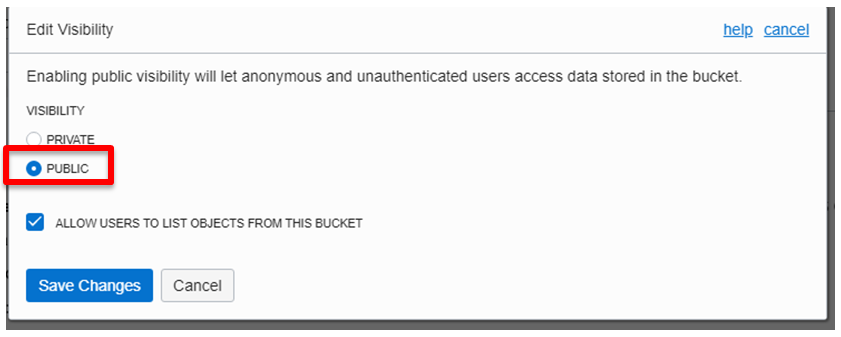 Edit Visibility help cancel
Enabling public visibility will let anonymous and unauthenticated users access data stored in the bucket.
VISIBILITY
PRIVATE
PUBLIC
ALLOW USERS TO LIST OBJECTS FROM THIS BUCKET
Save Changes Cancel